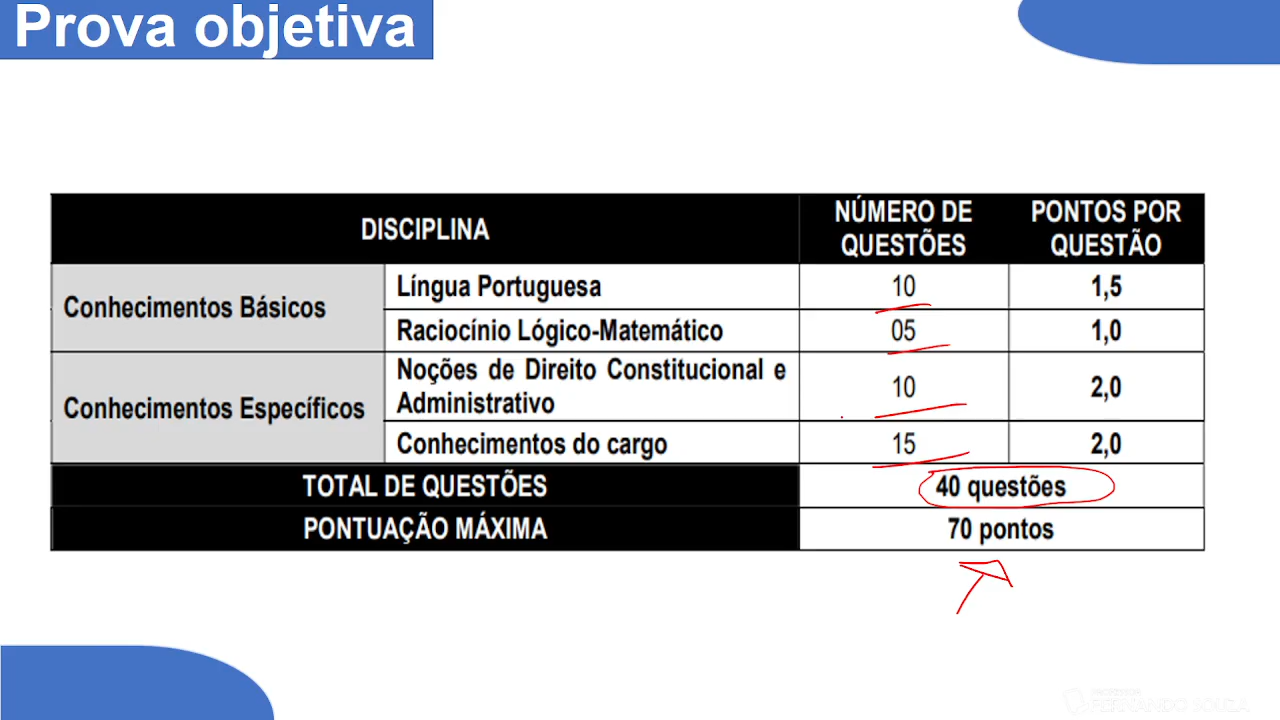 Prova objetiva
DISCIPLINA
NÚMERO DE
QUESTÕES
PONTOS POR
QUESTÃO
Conhecimentos Básicos
Língua Portuguesa
10
1,5
Raciocínio Lógico-Matemático
05
1,0
Conhecimentos Específicos
Noções de Direito Constitucional e
Administrativo
10
2,0
Conhecimentos do cargo
15
2,0
TOTAL DE QUESTÕES
40 questões
PONTUAÇÃO MÁXIMA
70 pontos
PROFESSOR
FERNANDO SOUZA